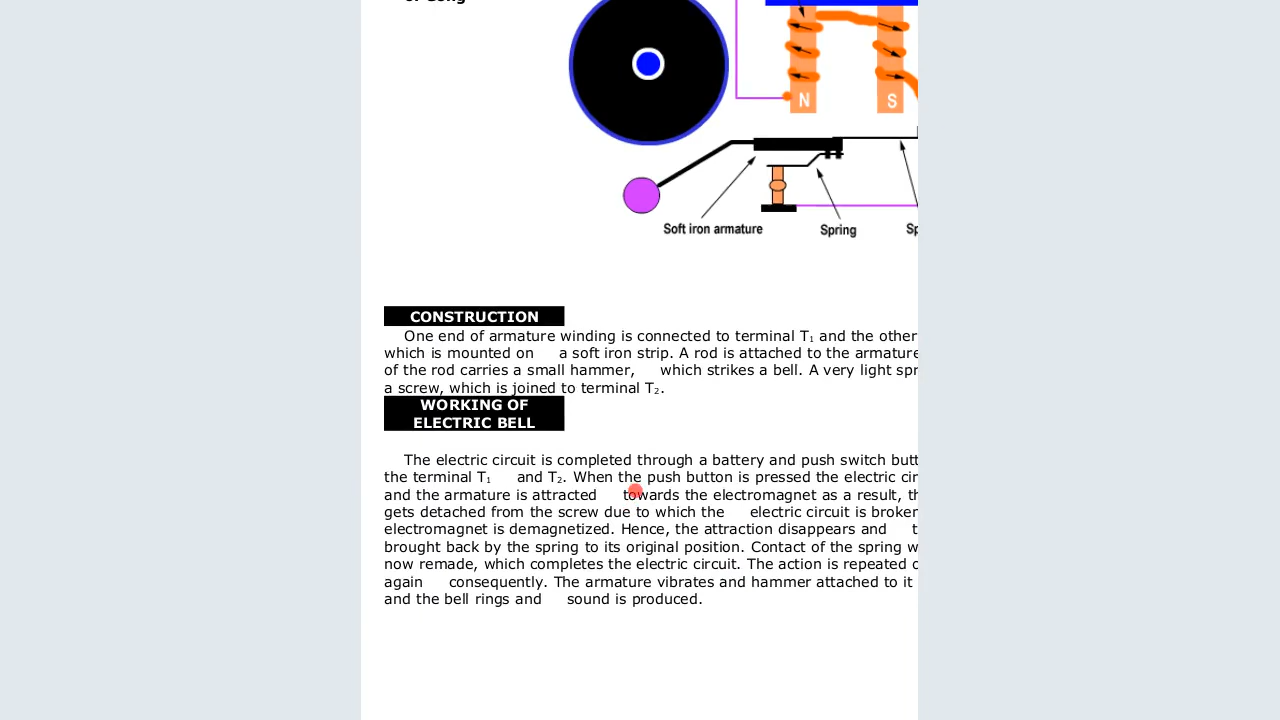 N S
Soft iron armature Spring
CONSTRUCTION
One end of armature winding is connected to terminal T₁ and the other
which is mounted on a soft iron strip. A rod is attached to the armature
of the rod carries a small hammer, which strikes a bell. A very light
a screw, which is joined to terminal T₂.
WORKING OF
ELECTRIC BELL
The electric circuit is completed through a battery and push switch
the terminal T₁ and T₂. When the push button is pressed the electric
and the armature is attracted towards the electromagnet as a result,
gets detached from the screw due to which the electric circuit is broken
electromagnet is demagnetized. Hence, the attraction disappears and
brought back by the spring to its original position. Contact of the spring
now remade, which completes the electric circuit. The action is repeated
again consequently. The armature vibrates and hammer attached to it
and the bell rings and sound is produced.